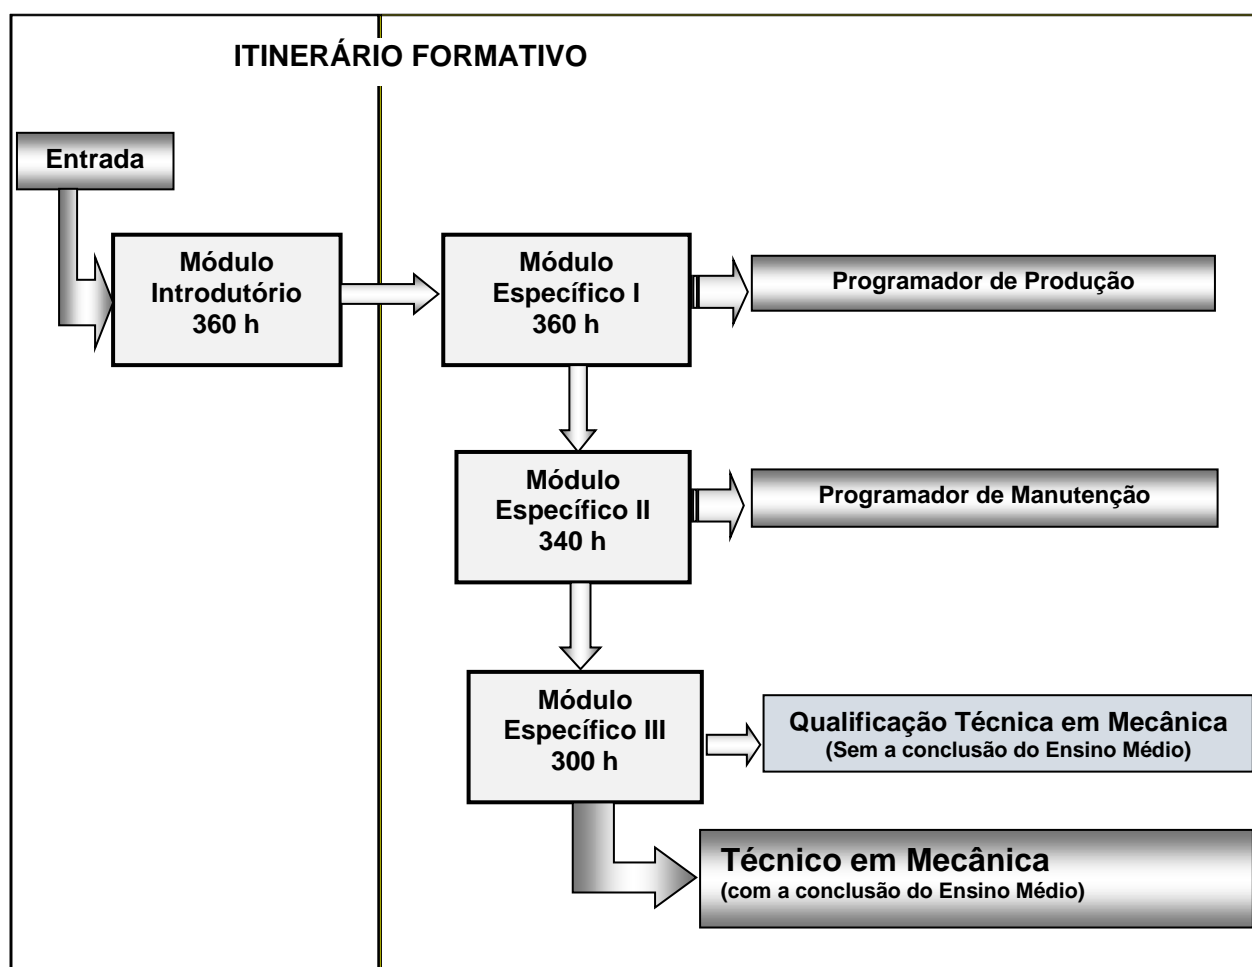 ITINERÁRIO FORMATIVO
Entrada
Módulo
Introdutório
360 h
Módulo
Específico I
360 h
Programador de Produção
Módulo
Específico II
340 h
Programador de Manutenção
Módulo
Específico III
300 h
Qualificação Técnica em Mecânica
(Sem a conclusão do Ensino Médio)
Técnico em Mecânica
(com a conclusão do Ensino Médio)